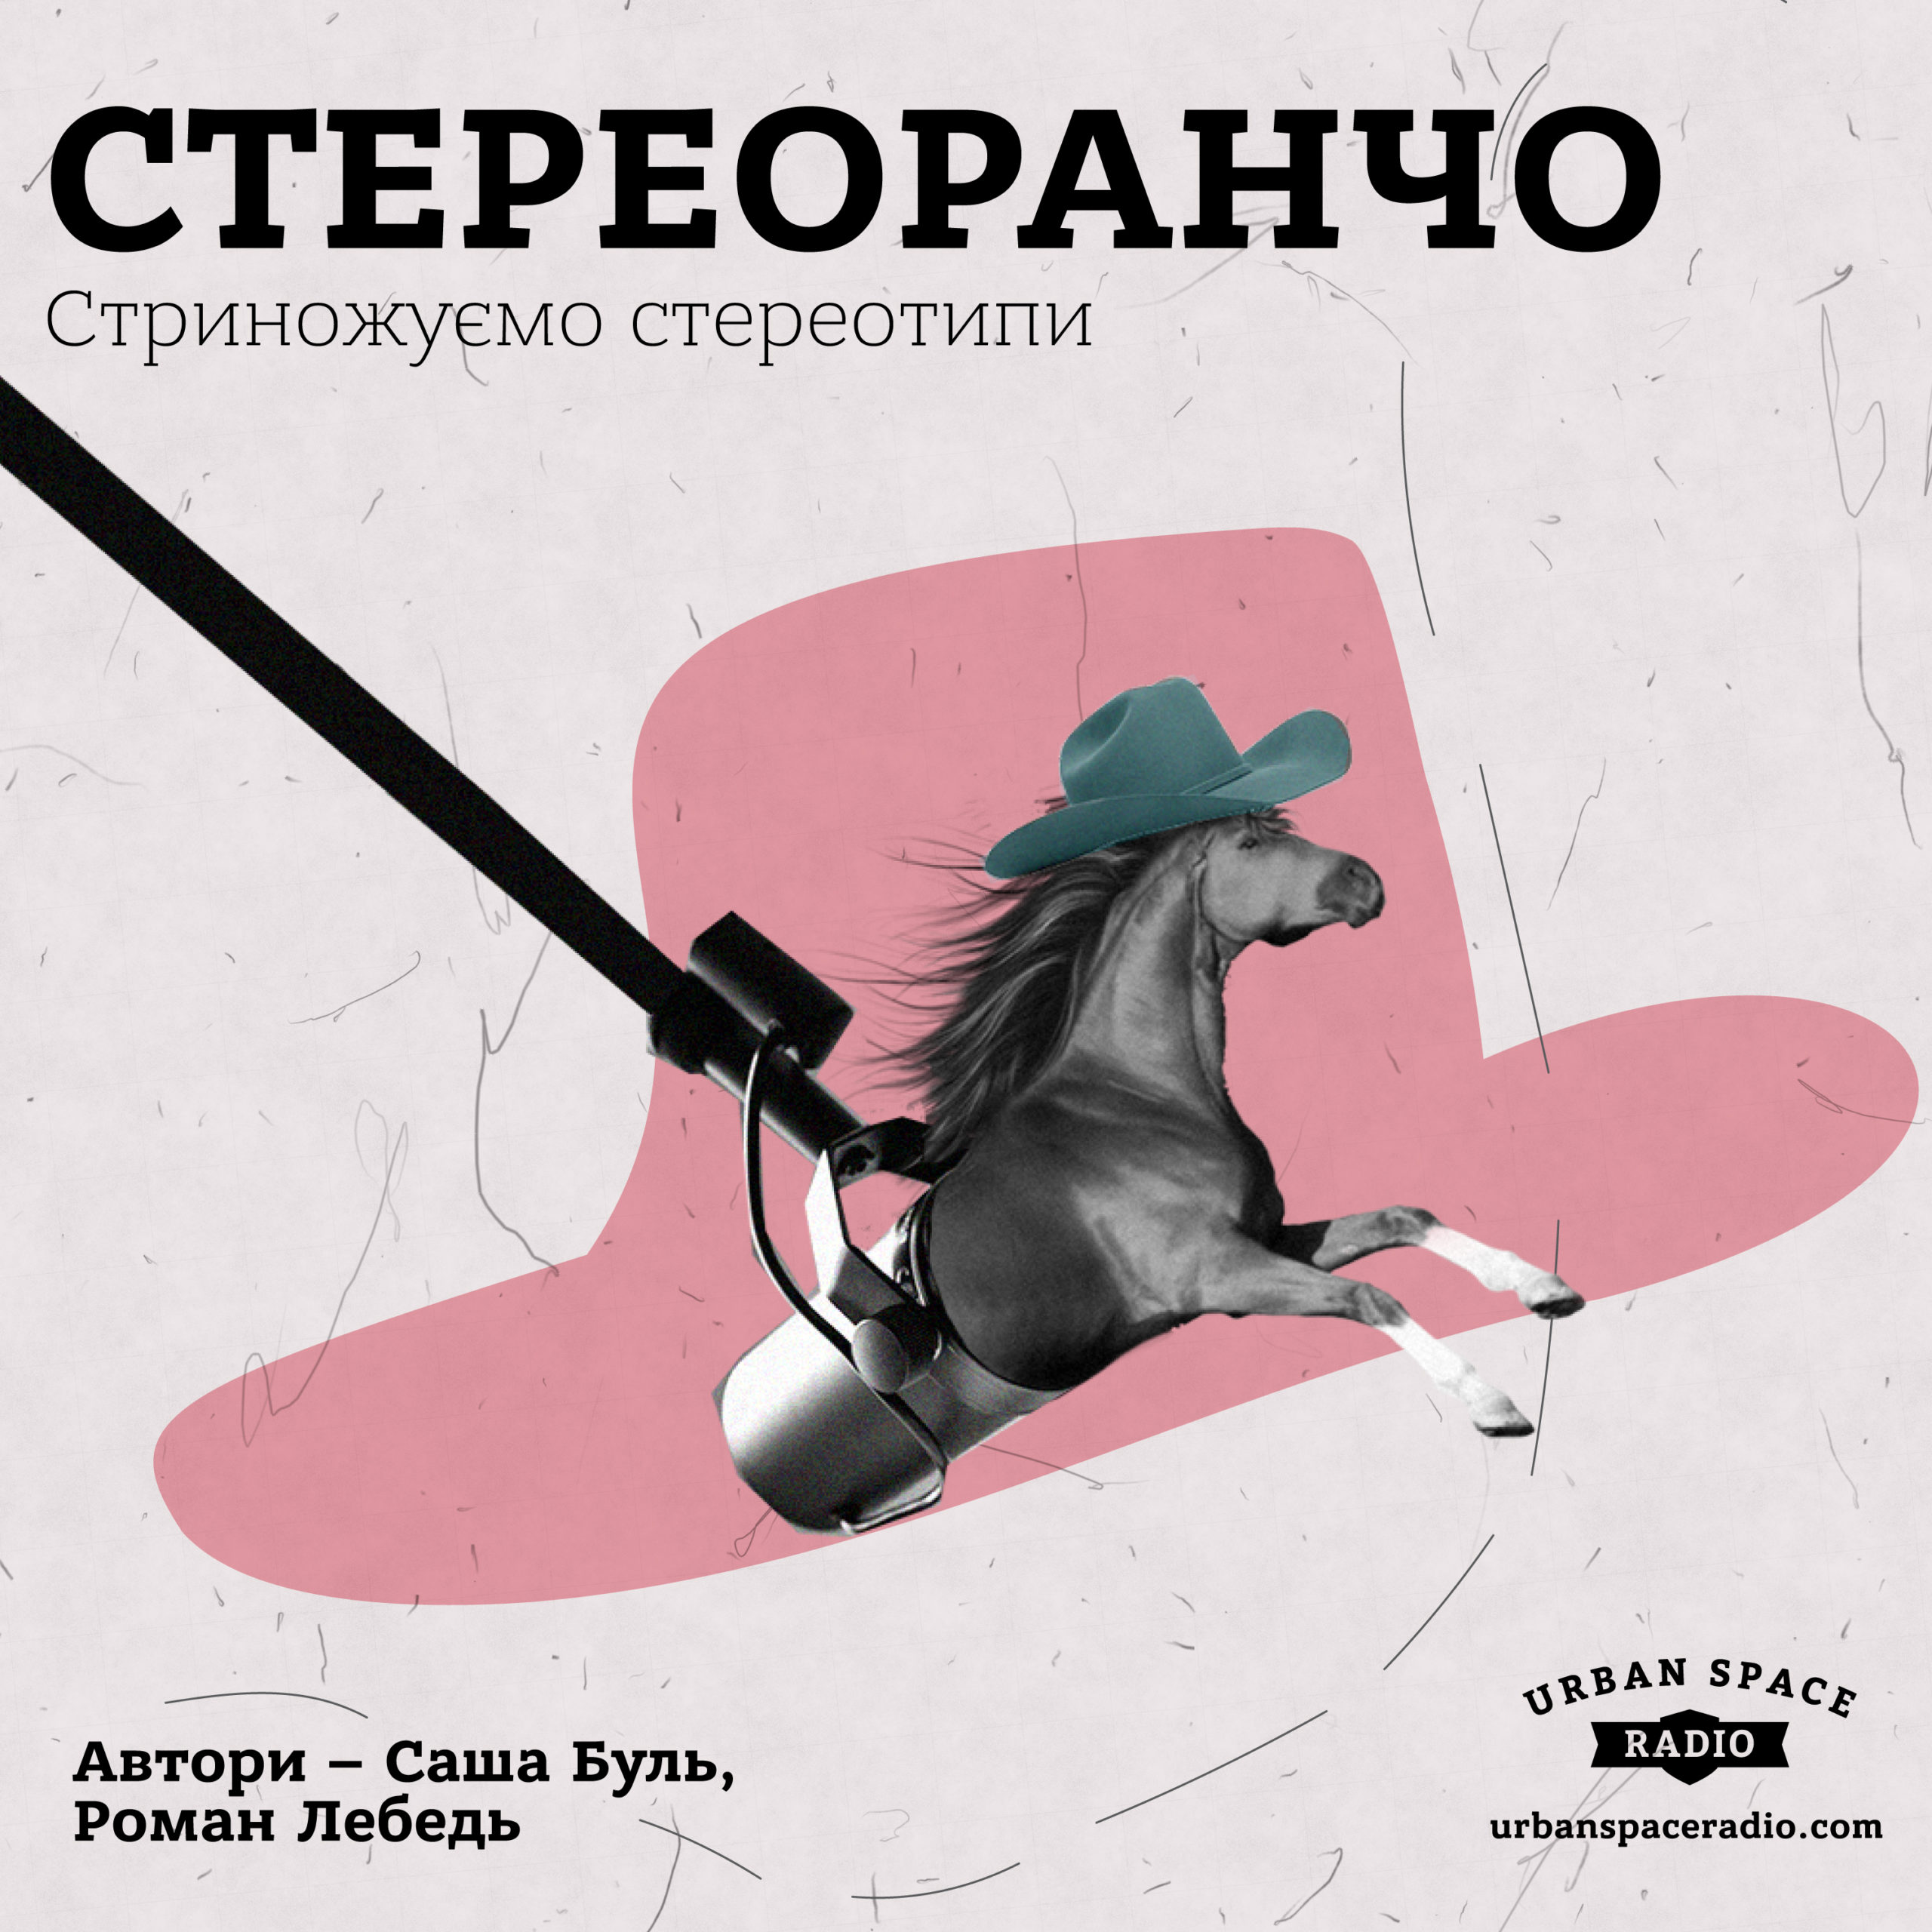 СТЕРЕОРАНЧО
Стриножуємо стереотипи
Автори – Саша Буль,
Роман Лебедь
URBAN SPACE
RADIO
urbanspaceradio.com